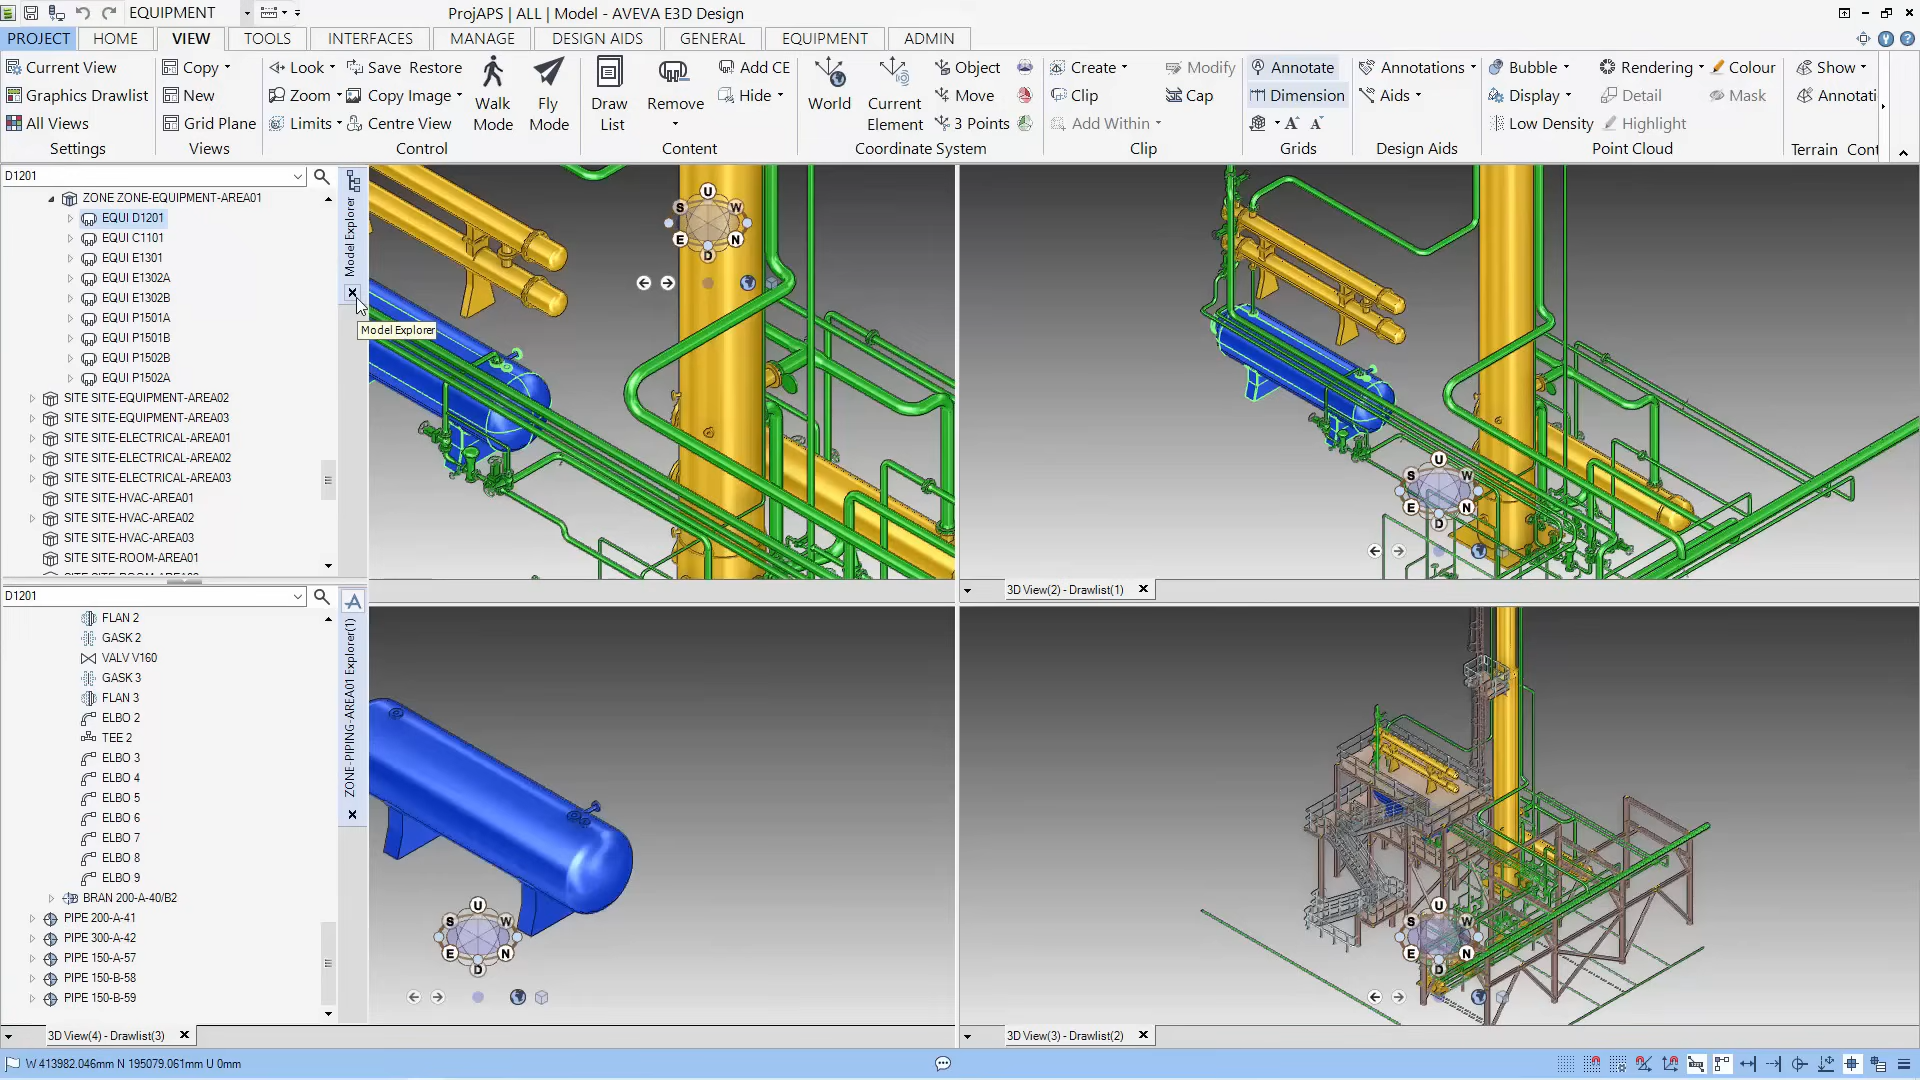 EQUIPMENT
ProjAPS | ALL | Model - AVEVA E3D Design
PROJECT HOME VIEW TOOLS INTERFACES MANAGE DESIGN AIDS GENERAL EQUIPMENT ADMIN
Current View
Graphics Drawlist
All Views
Settings
Copy
New
Grid Plane
Views
Look Save Restore
Zoom Copy Image
Limits Centre View
Walk Mode
Fly Mode
Control
Draw List
Remove
Add CE
Hide
Content
World
Current Element
Object
Move
3 Points
Coordinate System
Create Modify
Clip Cap
Add Within
Clip
Annotate
Dimension
A A
Grids
Annotations
Aids
Design Aids
Bubble Rendering Colour
Display Detail Mask
Low Density Highlight
Point Cloud
Show
Annotati
Terrain Cont
D1201
ZONE ZONE-EQUIPMENT-AREA01
EQUI D1201
EQUI C1101
EQUI E1301
EQUI E1302A
EQUI E1302B
EQUI P1501A
EQUI P1501B
EQUI P1502B
EQUI P1502A
SITE SITE-EQUIPMENT-AREA02
SITE SITE-EQUIPMENT-AREA03
SITE SITE-ELECTRICAL-AREA01
SITE SITE-ELECTRICAL-AREA02
SITE SITE-ELECTRICAL-AREA03
SITE SITE-HVAC-AREA01
SITE SITE-HVAC-AREA02
SITE SITE-HVAC-AREA03
SITE SITE-ROOM-AREA01
Model Explorer
Model Explorer
U
S W
E N
D
U
S W
E N
D
3D View(2) - Drawlist(1)
D1201
FLAN 2
GASK 2
VALV V160
GASK 3
FLAN 3
ELBO 2
TEE 2
ELBO 3
ELBO 4
ELBO 5
ELBO 6
ELBO 7
ELBO 8
ELBO 9
BRAN 200-A-40/B2
PIPE 200-A-41
PIPE 300-A-42
PIPE 150-A-57
PIPE 150-B-58
PIPE 150-B-59
ZONE-PIPING-AREA01 Explorer(1)
U
S W
E N
D
U
S W
E N
D
3D View(4) - Drawlist(3)
3D View(3) - Drawlist(2)
W 413982.046mm N 195079.061mm U 0mm